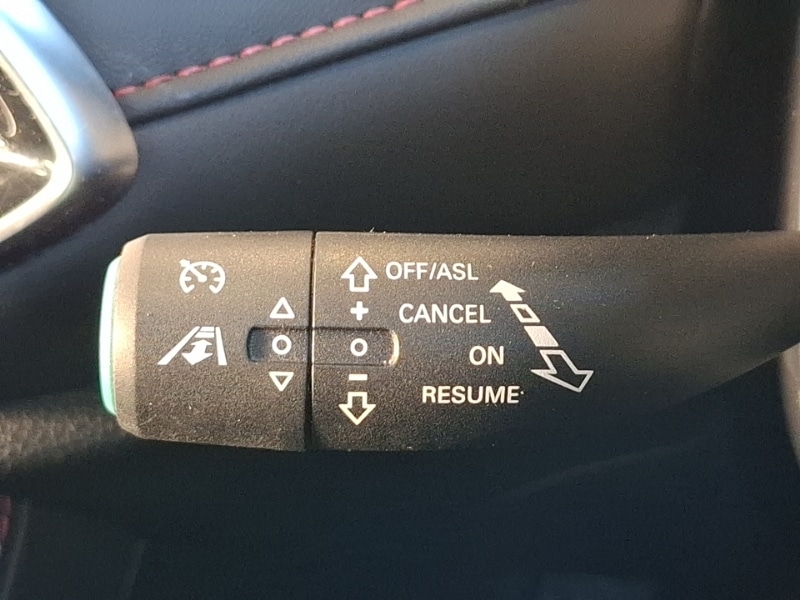 OFF/ASL
+ CANCEL
ON
−
RESUME